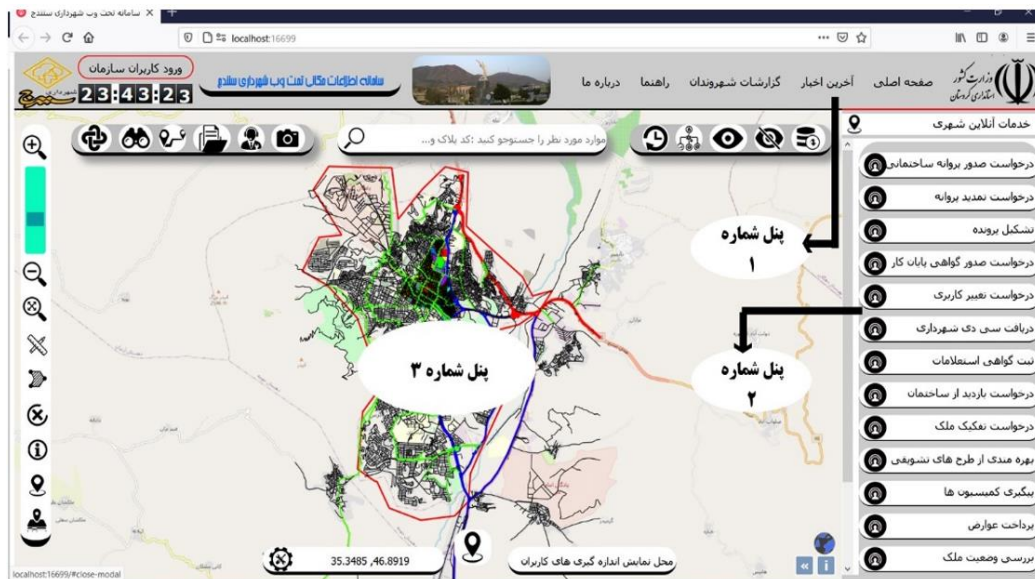 سامانه تحت وب شهرداری سنندج
localhost:16699
ورود کاربران سازمان
23:43:23
شهرداری سنندج
سامانه اطلاعات مکانی تحت وب شهرداری سنندج
درباره ما
راهنما
گزارشات شهروندان
آخرین اخبار
صفحه اصلی
وزارت کشور
استانداری کردستان
موارد مورد نظر را جستوجو کنید :کد پلاک و...
خدمات آنلاین شهری
درخواست صدور پروانه ساختمانی
درخواست تمدید پروانه
تشکیل پرونده
درخواست صدور گواهی پایان کار
درخواست تغییر کاربری
دریافت سی دی شهرداری
ثبت گواهی استعلامات
درخواست بازدید از ساختمان
درخواست تفکیک ملک
بهره مندی از طرح های تشویقی
پیگیری کمیسیون ها
پرداخت عوارض
بررسی وضعیت ملک
پنل شماره
۱
پنل شماره
۲
پنل شماره ۳
35.3485 ,46.8919
محل نمایش اندازه گیری های کاربران
localhost:16699/#close-modal